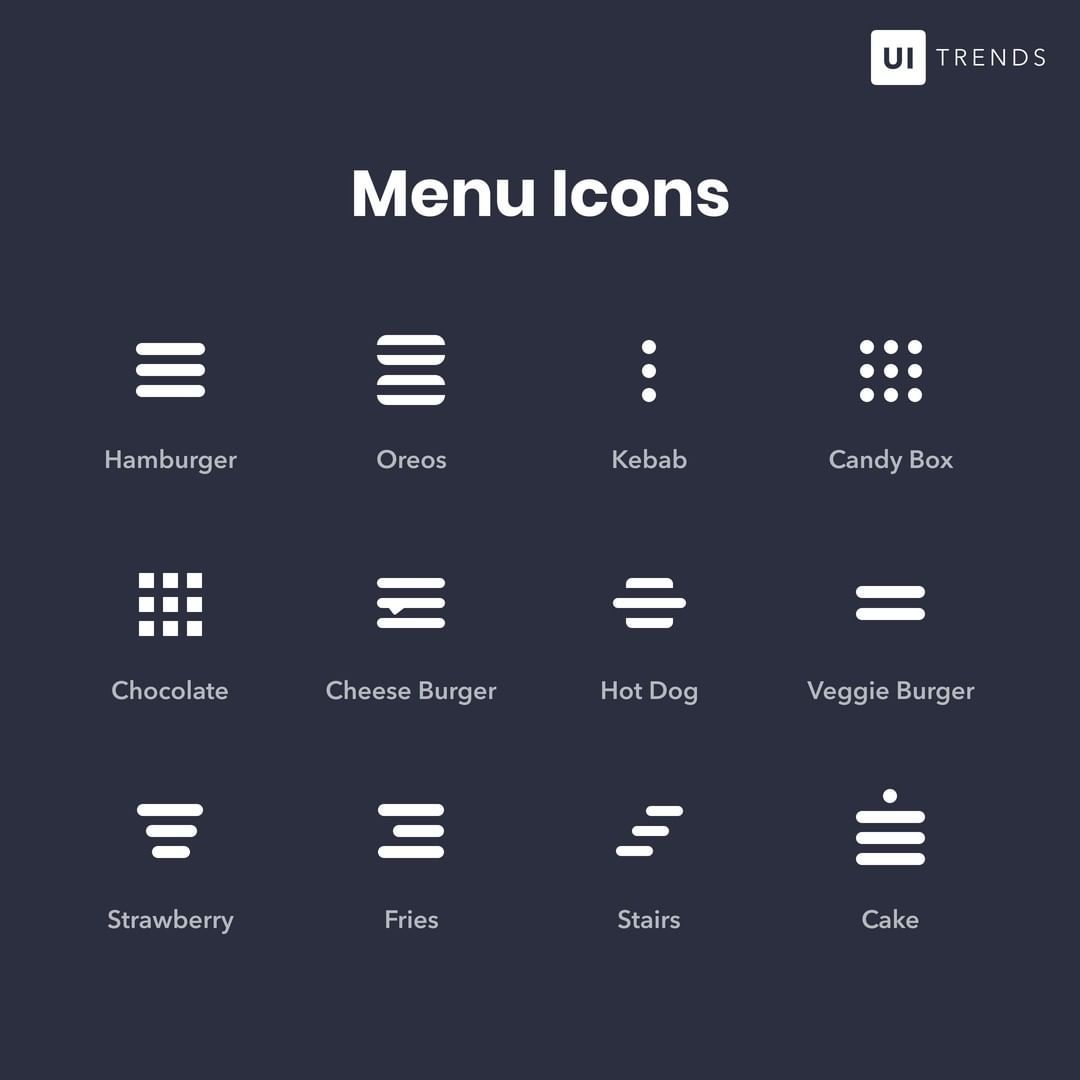 UI TRENDS
Menu Icons
Hamburger Oreos Kebab Candy Box
Chocolate Cheese Burger Hot Dog Veggie Burger
Strawberry Fries Stairs Cake